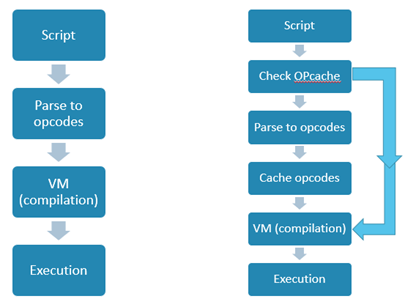 Script
Parse to
opcodes
VM
(compilation)
Execution
Script
Check OPcache
Parse to opcodes
Cache opcodes
VM (compilation)
Execution